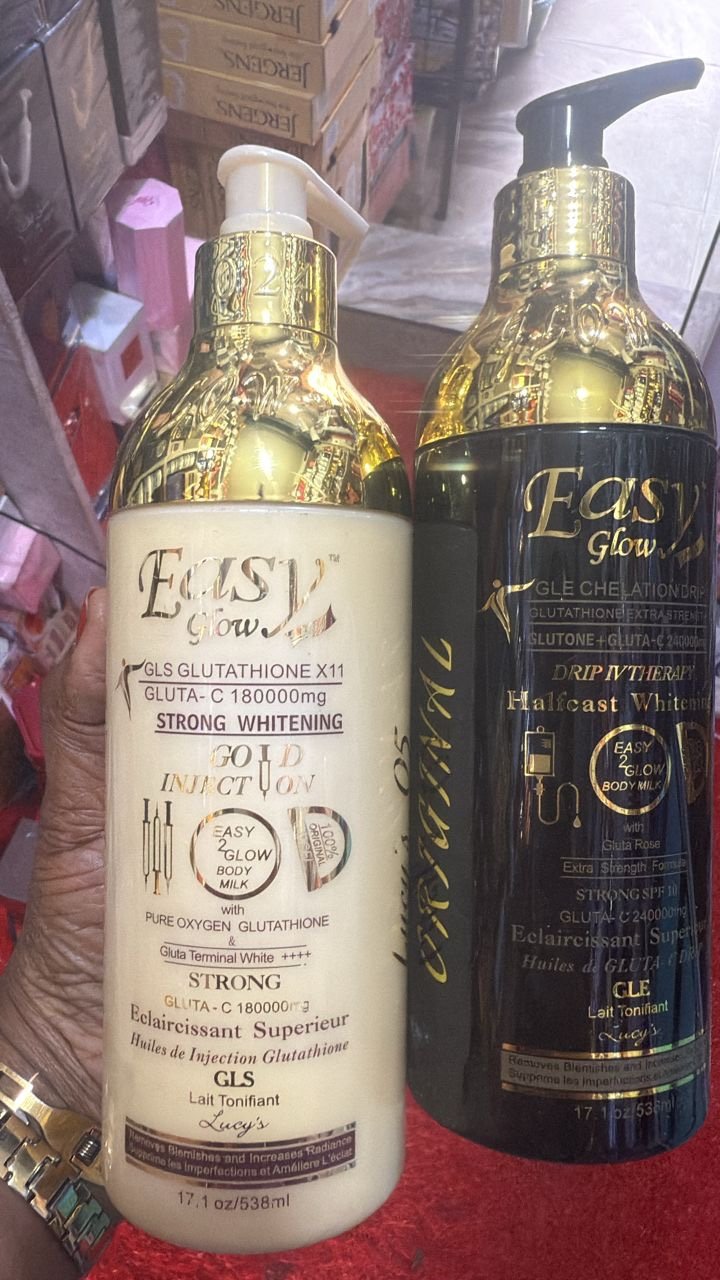 JERGENS
JERGENS
JERGENS
Easy
Glow
GLS GLUTATHIONE X11
GLUTA- C 180000mg
STRONG WHITENING
GOLD
INJECTION
EASY
2
GLOW
BODY
MILK
100%
ORIGINAL
with
PURE OXYGEN GLUTATHIONE
&
Gluta Terminal White ++++
STRONG
GLUTA - C 180000mg
Eclaircissant Superieur
Huiles de Injection Glutathione
GLS
Lait Tonifiant
Lucy's
Removes Blemishes and Increases Radiance
Supprime les Imperfections et Améliere L'éclat
17.1 oz/538ml
ORIGINAL
Easy
Glow
GLE CHELATION DRIP
GLUTATHIONE EXTRA STRENGTH
GLUTONE+GLUTA-C 240000mg
DRIP IV THERAPY
Halfcast Whitening
EASY
2
GLOW
BODY MILK
with
Gluta Rose
Extra Strength Formula
STRONG SPF 10
GLUTA- C 240000mg
Eclaircissant Superieur
Huiles de GLUTA- C DRIP
GLE
Lait Tonifiant
Lucy's
Removes Blemishes and Increases
Supprime les Imperfections et
17.1 oz 538ml